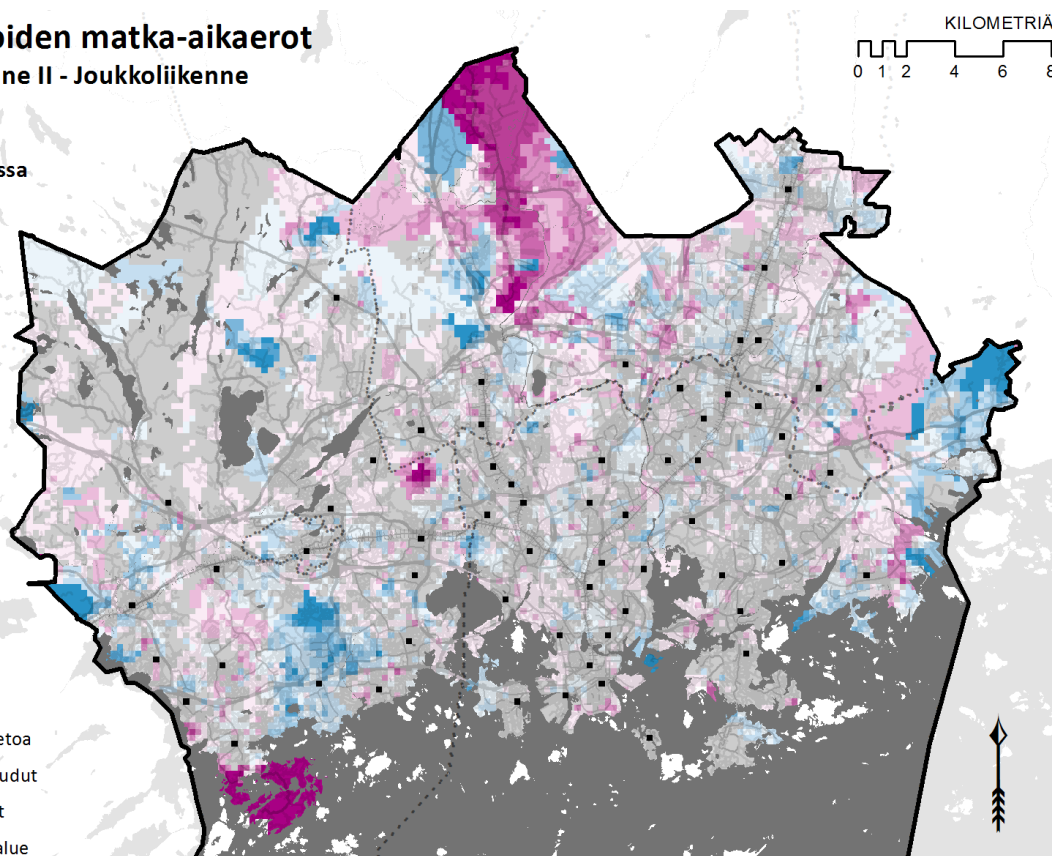 oiden matka-aikaerot
ne II - Joukkoliikenne
ssa
KILOMETRIÄ
0 1 2 4 6 8
etoa
udut
t
alue